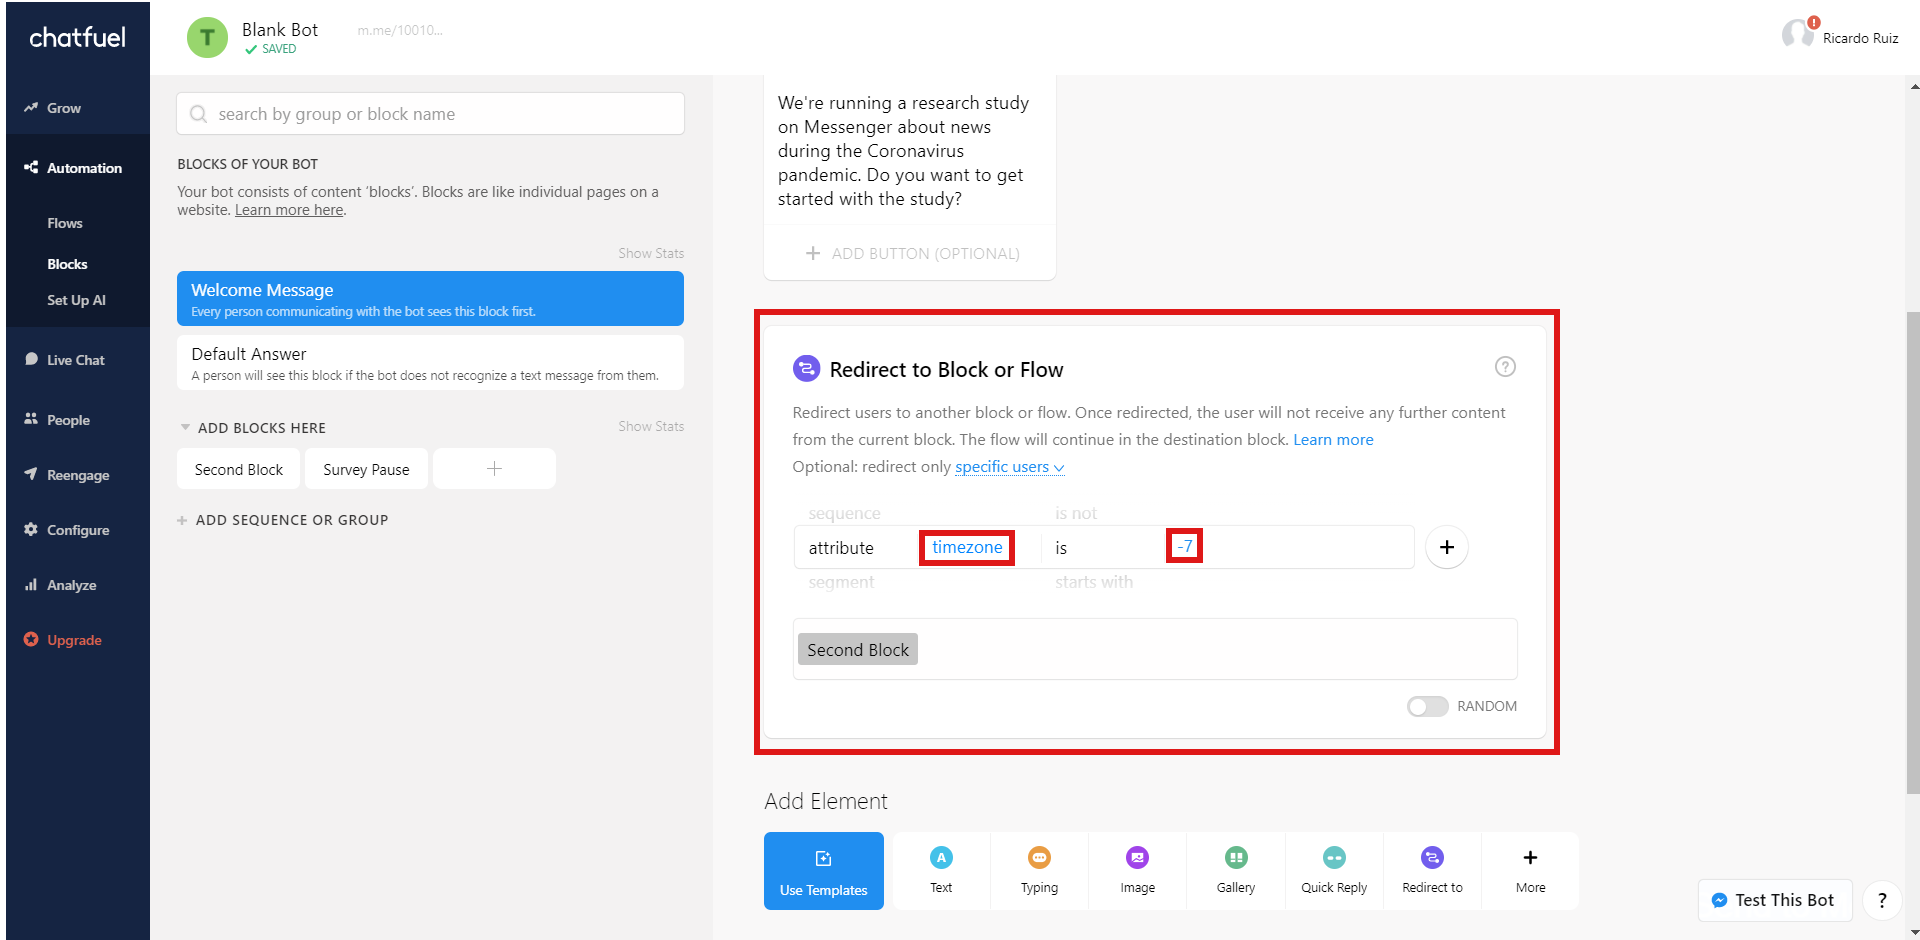 chatfuel
T
Blank Bot
SAVED
m.me/10010...
!
Ricardo Ruiz
Grow
Automation
Flows
Blocks
Set Up AI
Live Chat
People
Reengage
Configure
Analyze
Upgrade
search by group or block name
BLOCKS OF YOUR BOT
Your bot consists of content 'blocks'. Blocks are like individual pages on a
website. Learn more here.
Show Stats
Welcome Message
Every person communicating with the bot sees this block first.
Default Answer
A person will see this block if the bot does not recognize a text message from them.
ADD BLOCKS HERE
Show Stats
Second Block
Survey Pause
+
+ ADD SEQUENCE OR GROUP
We're running a research study
on Messenger about news
during the Coronavirus
pandemic. Do you want to get
started with the study?
+ ADD BUTTON (OPTIONAL)
Redirect to Block or Flow
?
Redirect users to another block or flow. Once redirected, the user will not receive any further content
from the current block. The flow will continue in the destination block. Learn more
Optional: redirect only specific users
sequence
is not
attribute timezone is -7
+
segment
starts with
Second Block
RANDOM
Add Element
Use Templates
A
Text
Typing
Image
Gallery
Quick Reply
Redirect to
+
More
Test This Bot
?